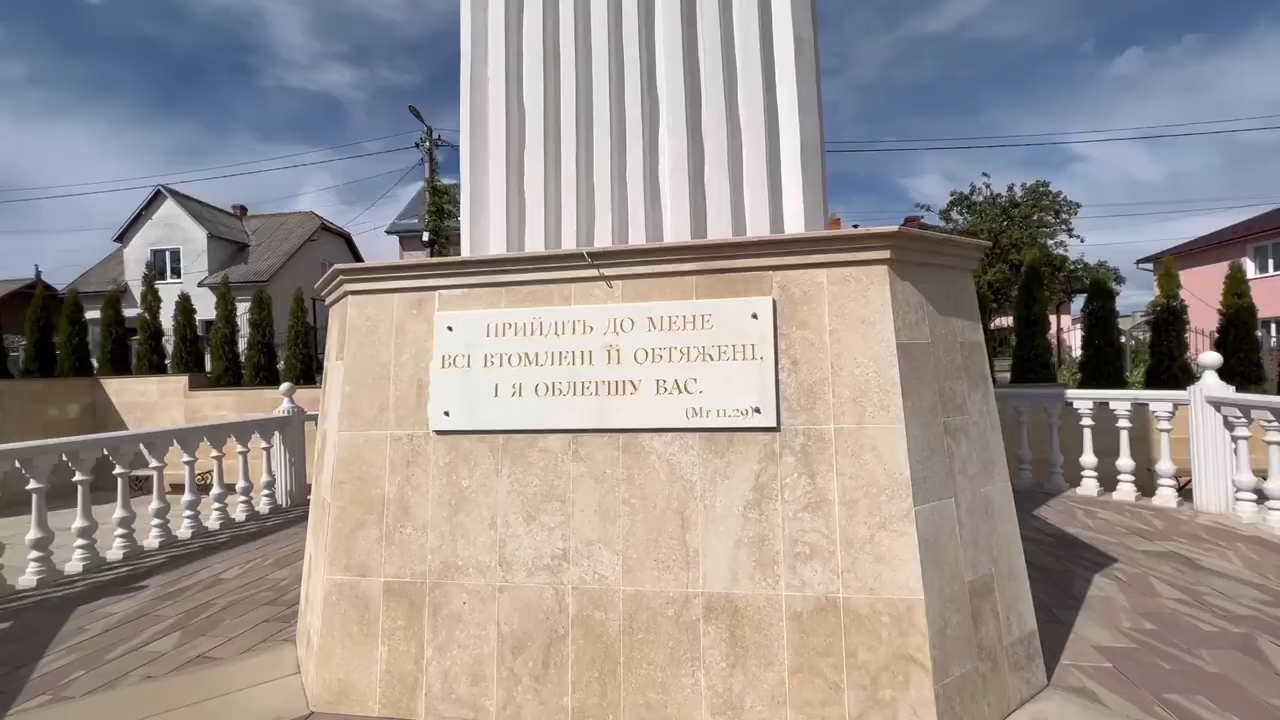 ПРИЙДІТЬ ДО МЕНЕ
ВСІ ВТОМЛЕНІ Й ОБТЯЖЕНІ,
І Я ОБЛЕГШУ ВАС.
(Мт 11.29)